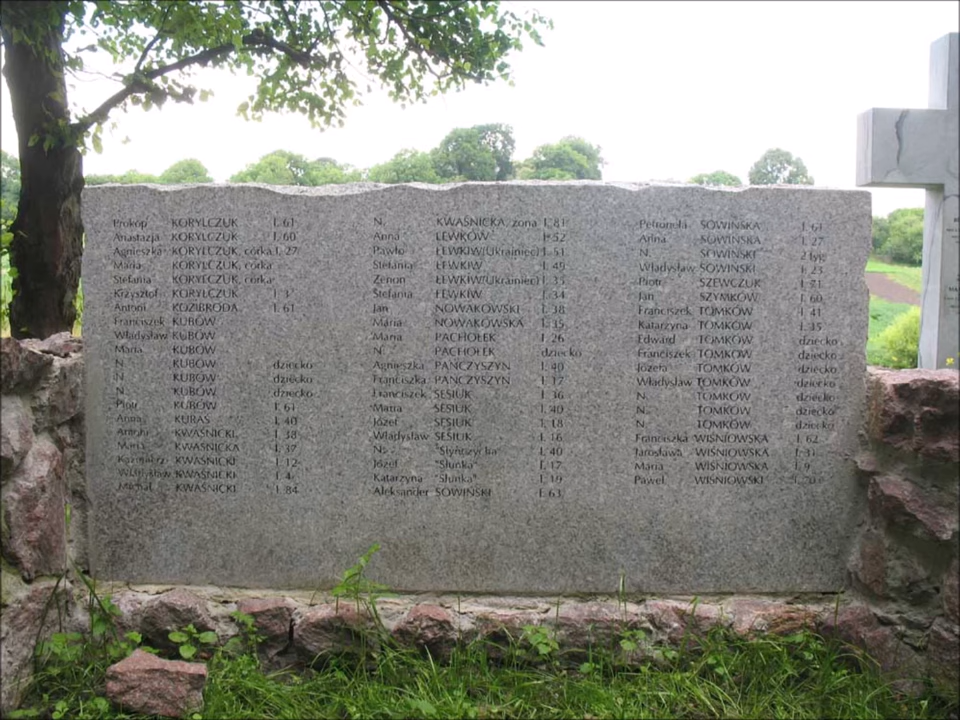 Prokop KORYLCZUK l. 61
Anastazja KORYLCZUK l. 60
Agnieszka KORYLCZUK, córka l. 27
Maria KORYLCZUK, córka
Stefania KORYLCZUK, córka
Krzysztof KORYLCZUK l. 3
Antoni KOZIBRODA l. 61
Franciszek KUBÓW
Władysław KUBÓW
Maria KUBÓW
N. KUBÓW dziecko
N. KUBÓW dziecko
N. KUBÓW dziecko
Piotr KUBÓW l. 61
Anna KURAS l. 40
KWAŚNICKI l. 38
Maria KWAŚNICKA l. 37
Kazimierz KWAŚNICKI l. 12
Władysław KWAŚNICKI l. 4
Michał KWAŚNICKI l. 84
N. KWAŚNICKA, żona l. 81
Anna LEWKÓW l. 52
Pawło LEWKIW(Ukrainiec) l. 51
Stefania LEWKIW l. 49
Zenon LEWKIW(Ukrainiec) l. 35
Stefania LEWKIW l. 34
Jan NOWAKOWSKI l. 38
Maria NOWAKOWSKA l. 35
Maria PACHOŁEK l. 26
N. PACHOŁEK dziecko
Agnieszka PAŃCZYSZYN l. 40
Franciszka PAŃCZYSZYN l. 17
Franciszek SESIUK l. 36
Maria SESIUK l. 40
Józef SESIUK l. 18
Władysław SESIUK l. 16
N. l. 40
Józef "Słunka" l. 17
Katarzyna "Słunka" l. 19
Aleksander SOWIŃSKI l. 63
Petronela SOWIŃSKA l. 61
Anna SOWIŃSKA l. 27
N. SOWIŃSKI 2 tyg.
Władysław SOWIŃSKI l. 23
Piotr SZEWCZUK l. 51
Jan SZYMKÓW l. 60
Franciszek TOMKÓW l. 41
Katarzyna TOMKÓW l. 35
Edward TOMKÓW dziecko
Franciszek TOMKÓW dziecko
Józefa TOMKÓW dziecko
Władysław TOMKÓW dziecko
N. TOMKÓW dziecko
N. TOMKÓW dziecko
N. TOMKÓW dziecko
Franciszka WIŚNIOWSKA l. 62
Jarosława WIŚNIOWSKA l. 31
Maria WIŚNIOWSKA l. 9
Paweł WIŚNIOWSKI l.